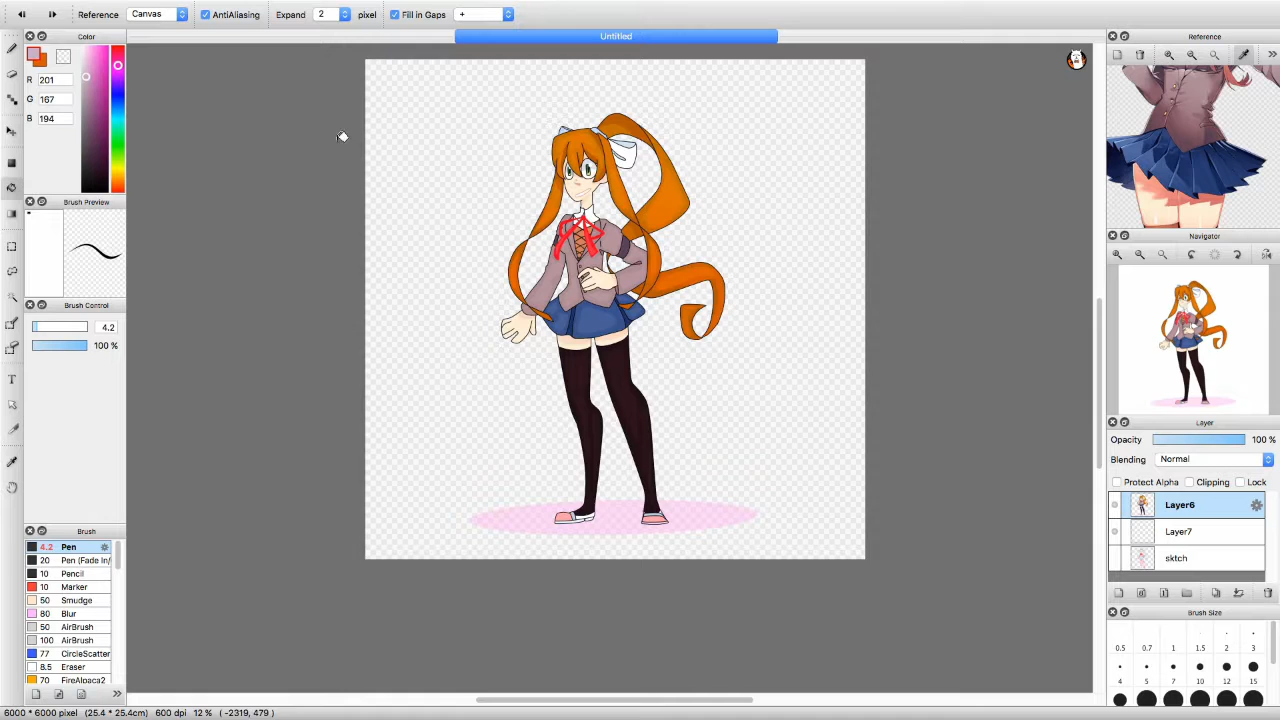 Reference Canvas AntiAliasing Expand 2 pixel Fill in Gaps +
Untitled
Color
R 201
G 167
B 194
Brush Preview
Brush Control
4.2
100 %
Brush
4.2 Pen
20 Pen (Fade In/
10 Pencil
10 Marker
50 Smudge
80 Blur
50 AirBrush
100 AirBrush
77 CircleScatter
8.5 Eraser
70 FireAlpaca2
Reference
Navigator
Layer
Opacity 100 %
Blending Normal
Protect Alpha Clipping Lock
Layer6
Layer7
sktch
Brush Size
0.5 0.7 1 1.5 2 3
4 5 7 10 12 15
6000 * 6000 pixel (25.4 * 25.4cm) 600 dpi 12 % ( -2319, 479 )